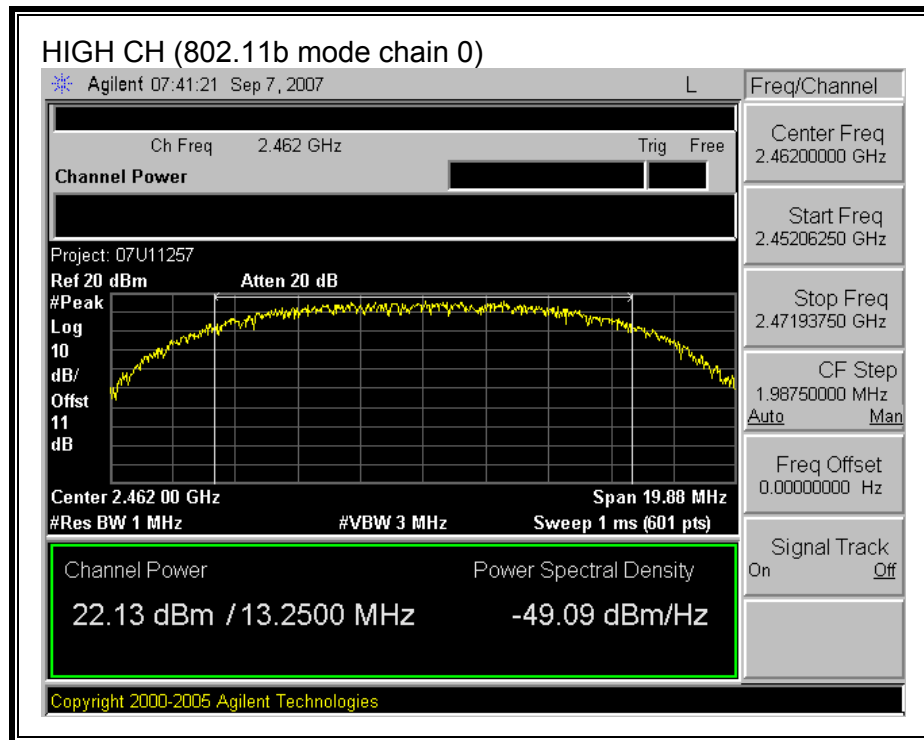 HIGH CH (802.11b mode chain 0)
Agilent 07:41:21 Sep 7, 2007 L
Freq/Channel
Ch Freq 2.462 GHz Trig Free
Channel Power
Center Freq
2.46200000 GHz
Start Freq
2.45206250 GHz
Stop Freq
2.47193750 GHz
CF Step
1.98750000 MHz
Auto Man
Freq Offset
0.00000000 Hz
Signal Track
On Off
Project: 07U11257
Ref 20 dBm Atten 20 dB
#Peak
Log
10
dB/
Offst
11
dB
Center 2.462 00 GHz Span 19.88 MHz
#Res BW 1 MHz #VBW 3 MHz Sweep 1 ms (601 pts)
Channel Power Power Spectral Density
22.13 dBm / 13.2500 MHz -49.09 dBm/Hz
Copyright 2000-2005 Agilent Technologies